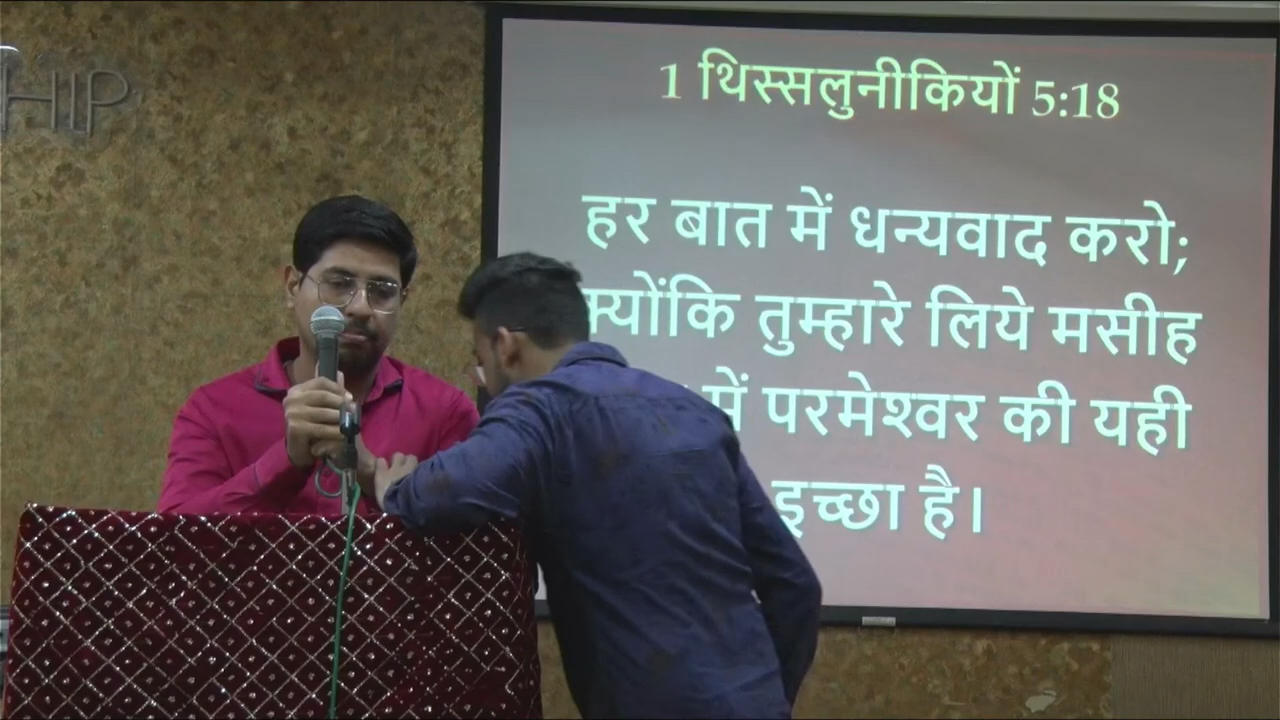 HIP
1 थिस्सलुनीकियों 5:18
हर बात में धन्यवाद करो;
क्योंकि तुम्हारे लिये मसीह
में परमेश्वर की यही
इच्छा है।